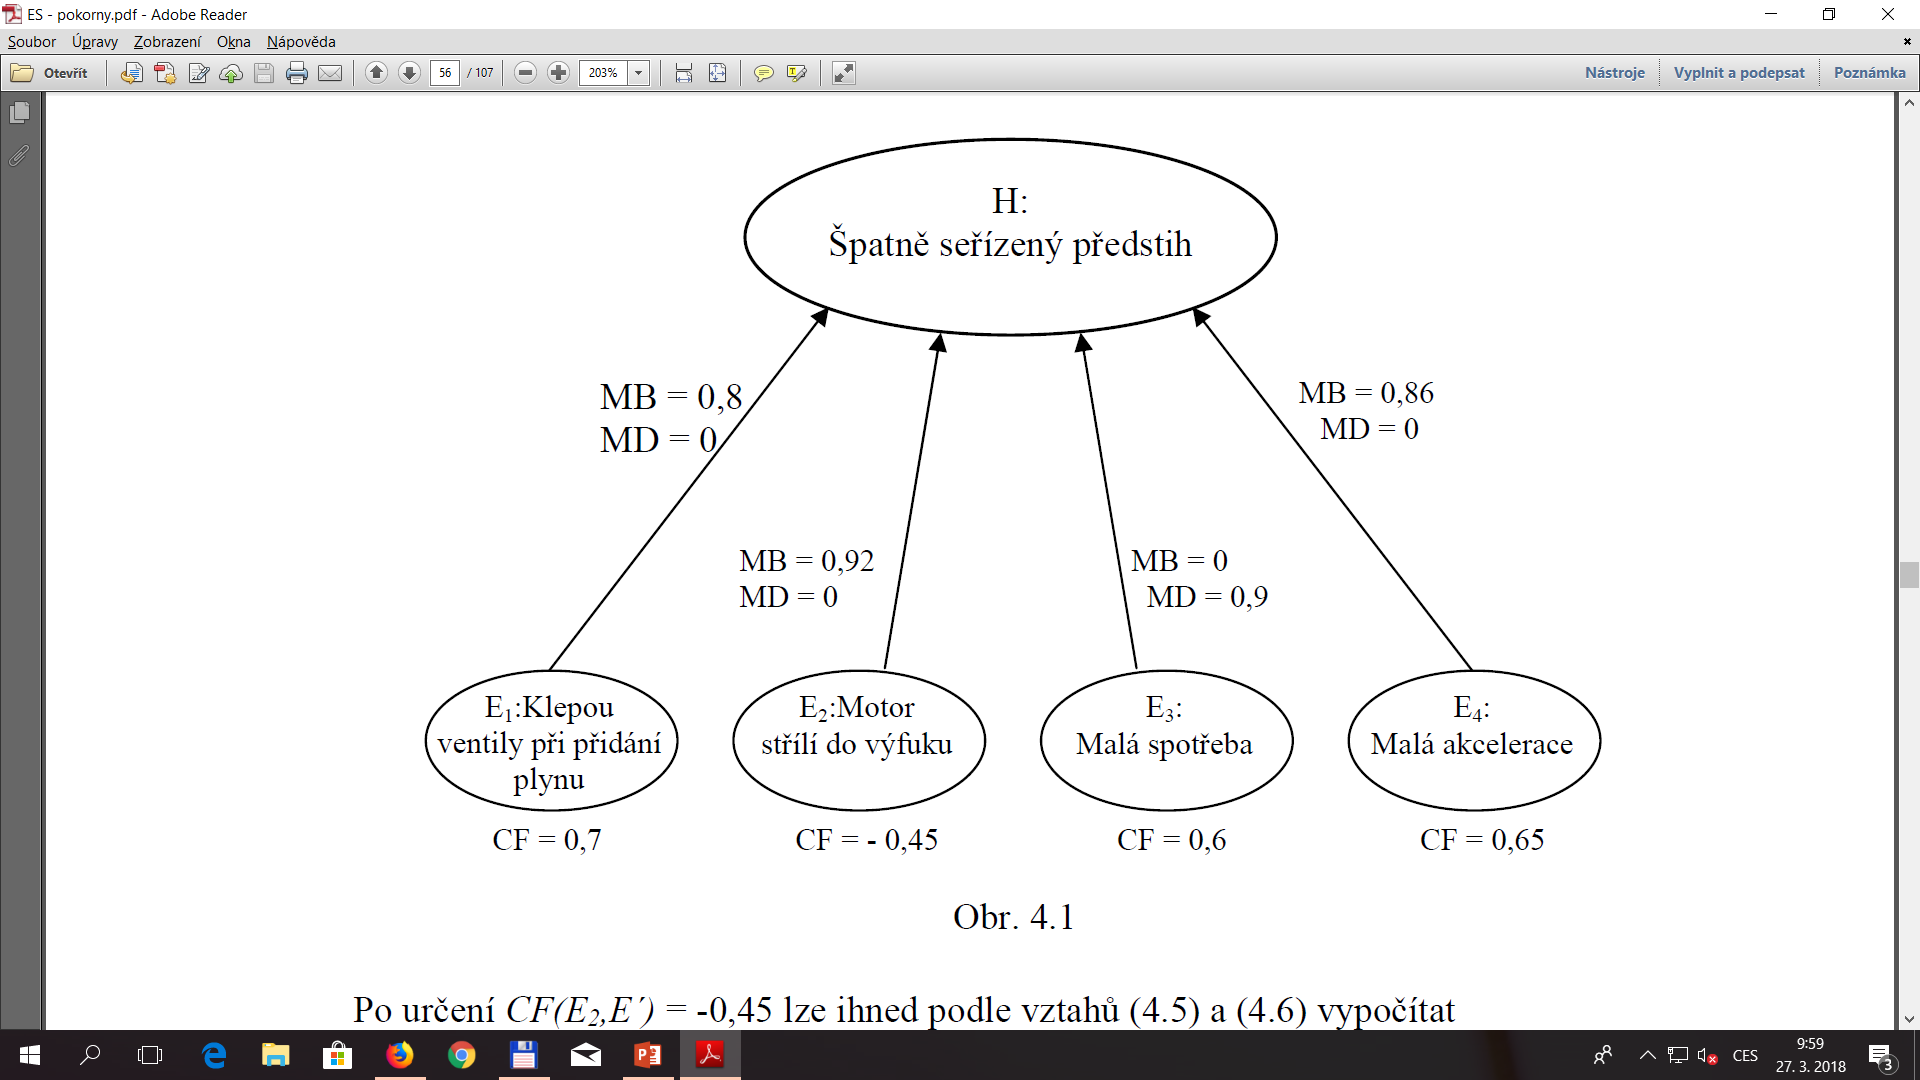 ES - pokorny.pdf - Adobe Reader
Soubor Úpravy Zobrazení Okna Nápověda
Otevřít 56 / 107 203% Nástroje Vyplnit a podepsat Poznámka
H:
Špatně seřízený předstih
MB = 0,8
MD = 0
MB = 0,86
MD = 0
MB = 0,92
MD = 0
MB = 0
MD = 0,9
E₁:Klepou
ventily při přidání
plynu
E₂:Motor
střílí do výfuku
E₃:
Malá spotřeba
E₄:
Malá akcelerace
CF = 0,7
CF = - 0,45
CF = 0,6
CF = 0,65
Obr. 4.1
Po určení CF(E₂,E´) = -0,45 lze ihned podle vztahů (4.5) a (4.6) vypočítat
CES
9:59
27. 3. 2018
3